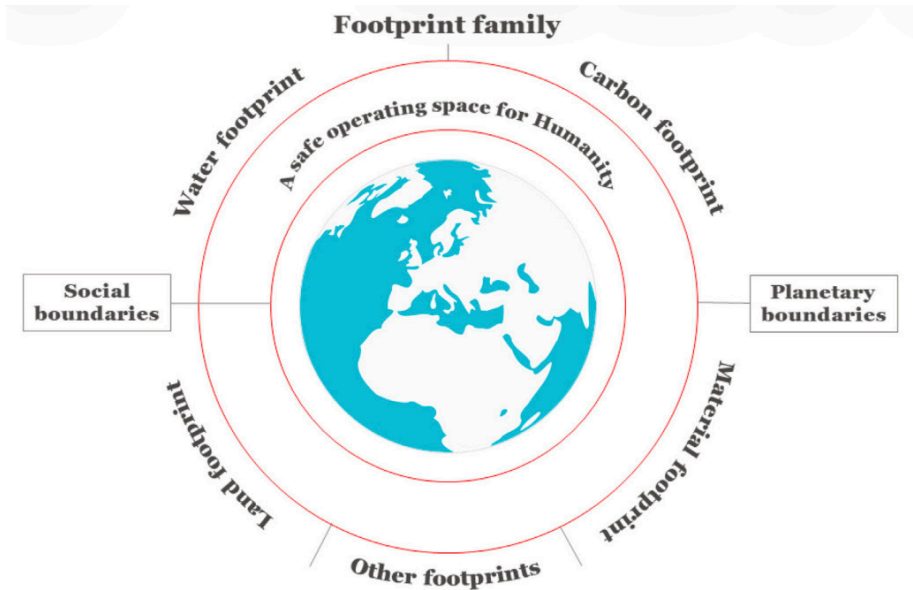 Footprint family
Water footprint
Carbon footprint
A safe operating space for Humanity
Social
boundaries
Planetary
boundaries
Land footprint
Material footprint
Other footprints